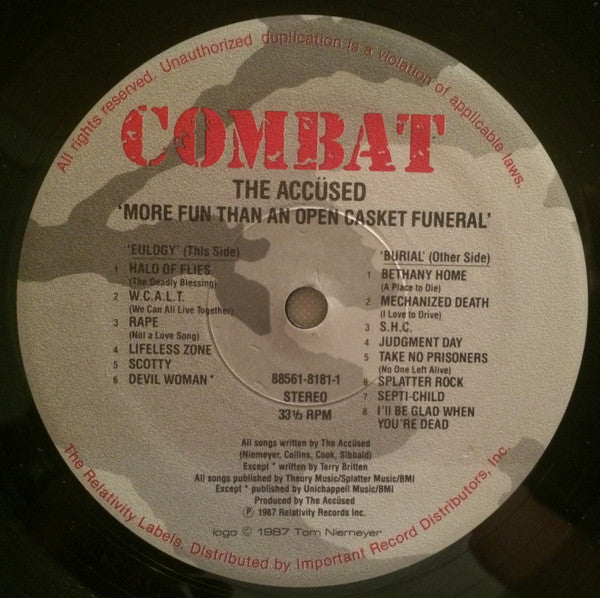 All rights reserved. Unauthorized duplication is a violation of applicable laws.
COMBAT
THE ACCÜSED
'MORE FUN THAN AN OPEN CASKET FUNERAL'
'EULOGY' (This Side)
1 HALO OF FLIES
(The Deadly Blessing)
2 W.C.A.L.T.
(We Can All Live Together)
3 RAPE
(Not a Love Song)
4 LIFELESS ZONE
5 SCOTTY
6 DEVIL WOMAN *
'BURIAL' (Other Side)
1 BETHANY HOME
(A Place to Die)
2 MECHANIZED DEATH
(I Love to Drive)
3 S.H.C.
4 JUDGMENT DAY
5 TAKE NO PRISONERS
(No One Left Alive)
6 SPLATTER ROCK
7 SEPTI-CHILD
8 I'LL BE GLAD WHEN
YOU'RE DEAD
88561-8181-1
STEREO
33⅓ RPM
All songs written by The Accüsed
(Niemeyer, Collins, Cook, Sibbald)
Except * written by Terry Britten
All songs published by Theory Music/Splatter Music/BMI
Except * published by Unichappell Music/BMI
Produced by The Accüsed
℗ 1987 Relativity Records Inc.
logo © 1987 Tom Niemeyer
The Relativity Labels. Distributed by Important Record Distributors, Inc.